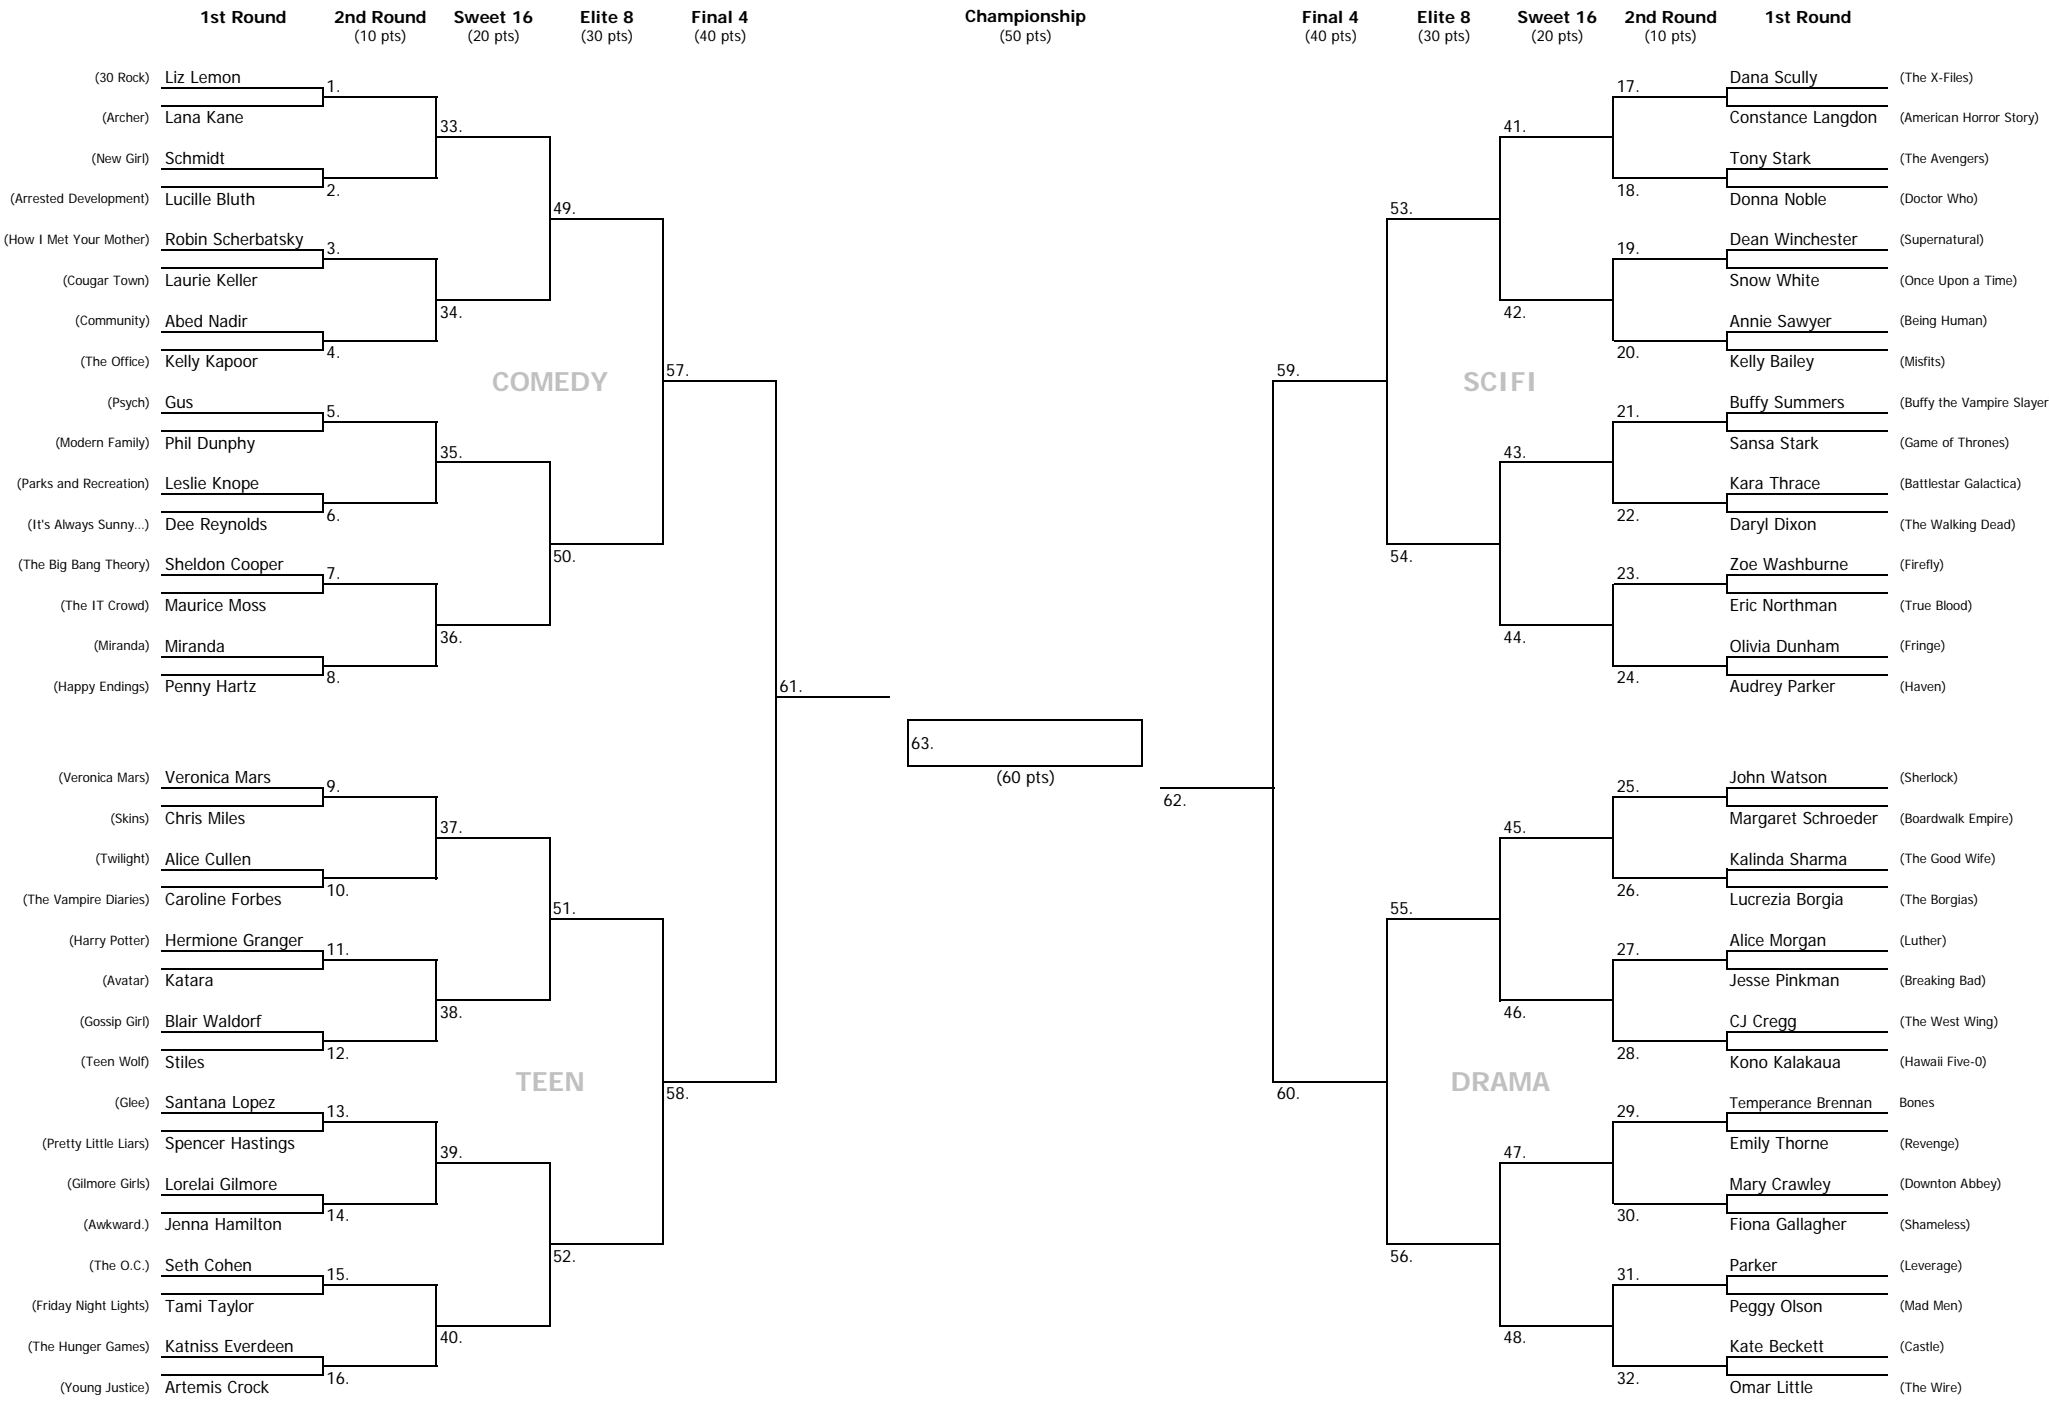 1st Round 2nd Round Sweet 16 Elite 8 Final 4 Championship Final 4 Elite 8 Sweet 16 2nd Round 1st Round
(10 pts) (20 pts) (30 pts) (40 pts) (50 pts) (40 pts) (30 pts) (20 pts) (10 pts)
(30 Rock) Liz Lemon
1.
(Archer) Lana Kane
33.
(New Girl) Schmidt
2.
(Arrested Development) Lucille Bluth
49.
(How I Met Your Mother) Robin Scherbatsky
3.
(Cougar Town) Laurie Keller
34.
(Community) Abed Nadir
4.
(The Office) Kelly Kapoor
57.
COMEDY
(Psych) Gus
5.
(Modern Family) Phil Dunphy
35.
(Parks and Recreation) Leslie Knope
6.
(It's Always Sunny...) Dee Reynolds
50.
(The Big Bang Theory) Sheldon Cooper
7.
(The IT Crowd) Maurice Moss
36.
(Miranda) Miranda
8.
(Happy Endings) Penny Hartz
61.
(Veronica Mars) Veronica Mars
9.
(Skins) Chris Miles
37.
(Twilight) Alice Cullen
10.
(The Vampire Diaries) Caroline Forbes
51.
(Harry Potter) Hermione Granger
11.
(Avatar) Katara
38.
(Gossip Girl) Blair Waldorf
12.
(Teen Wolf) Stiles
TEEN
58.
(Glee) Santana Lopez
13.
(Pretty Little Liars) Spencer Hastings
39.
(Gilmore Girls) Lorelai Gilmore
14.
(Awkward.) Jenna Hamilton
52.
(The O.C.) Seth Cohen
15.
(Friday Night Lights) Tami Taylor
40.
(The Hunger Games) Katniss Everdeen
16.
(Young Justice) Artemis Crock
63.
(60 pts)
Dana Scully (The X-Files)
17.
Constance Langdon (American Horror Story)
41.
Tony Stark (The Avengers)
18.
Donna Noble (Doctor Who)
53.
Dean Winchester (Supernatural)
19.
Snow White (Once Upon a Time)
42.
Annie Sawyer (Being Human)
20.
Kelly Bailey (Misfits)
59.
SCIFI
Buffy Summers (Buffy the Vampire Slayer
21.
Sansa Stark (Game of Thrones)
43.
Kara Thrace (Battlestar Galactica)
22.
Daryl Dixon (The Walking Dead)
54.
Zoe Washburne (Firefly)
23.
Eric Northman (True Blood)
44.
Olivia Dunham (Fringe)
24.
Audrey Parker (Haven)
62.
John Watson (Sherlock)
25.
Margaret Schroeder (Boardwalk Empire)
45.
Kalinda Sharma (The Good Wife)
26.
Lucrezia Borgia (The Borgias)
55.
Alice Morgan (Luther)
27.
Jesse Pinkman (Breaking Bad)
46.
CJ Cregg (The West Wing)
28.
Kono Kalakaua (Hawaii Five-0)
DRAMA
60.
Temperance Brennan Bones
29.
Emily Thorne (Revenge)
47.
Mary Crawley (Downton Abbey)
30.
Fiona Gallagher (Shameless)
56.
Parker (Leverage)
31.
Peggy Olson (Mad Men)
48.
Kate Beckett (Castle)
32.
Omar Little (The Wire)